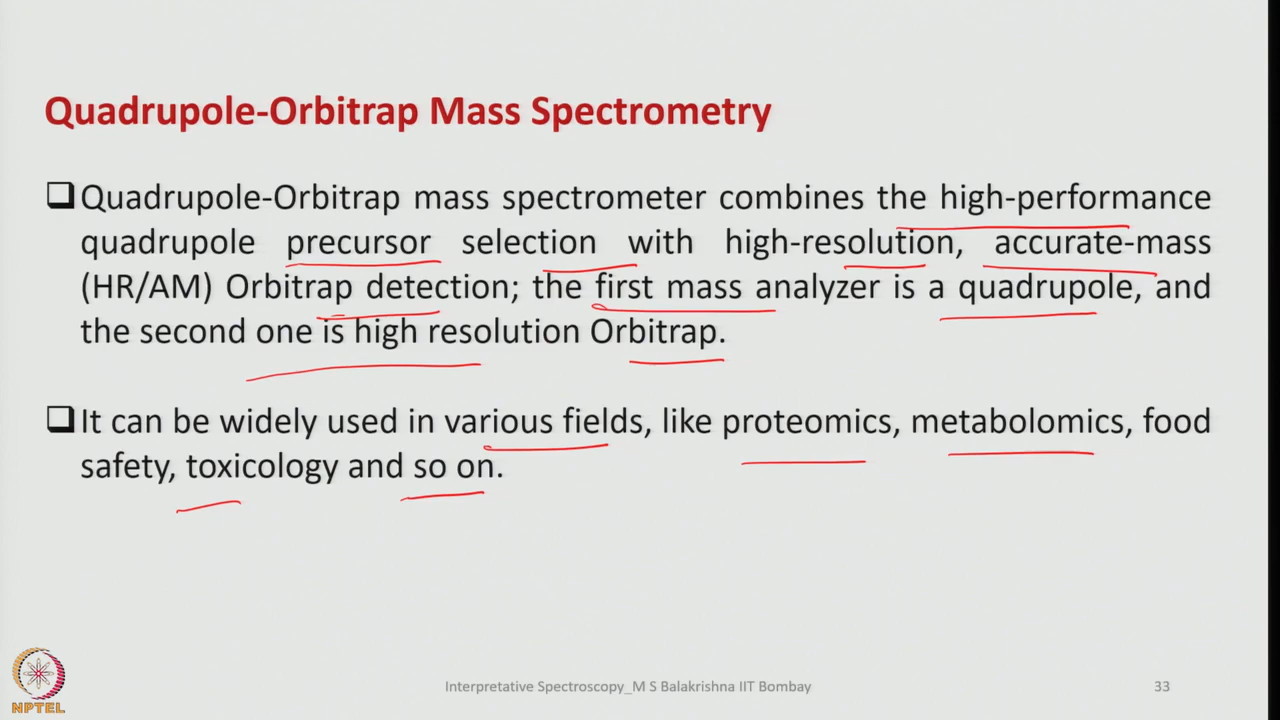 Quadrupole-Orbitrap Mass Spectrometry
❑Quadrupole-Orbitrap mass spectrometer combines the high-performance
quadrupole precursor selection with high-resolution, accurate-mass
(HR/AM) Orbitrap detection; the first mass analyzer is a quadrupole, and
the second one is high resolution Orbitrap.
❑It can be widely used in various fields, like proteomics, metabolomics, food
safety, toxicology and so on.
NPTEL
Interpretative Spectroscopy_M S Balakrishna IIT Bombay
33